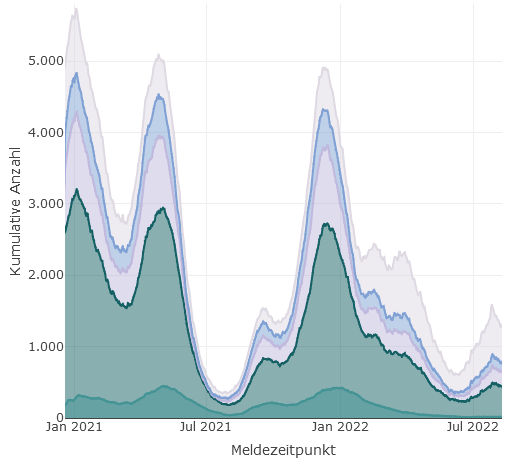 5.000
4.000
3.000
2.000
1.000
0
Kumulative Anzahl
Jan 2021
Jul 2021
Jan 2022
Jul 2022
Meldezeitpunkt